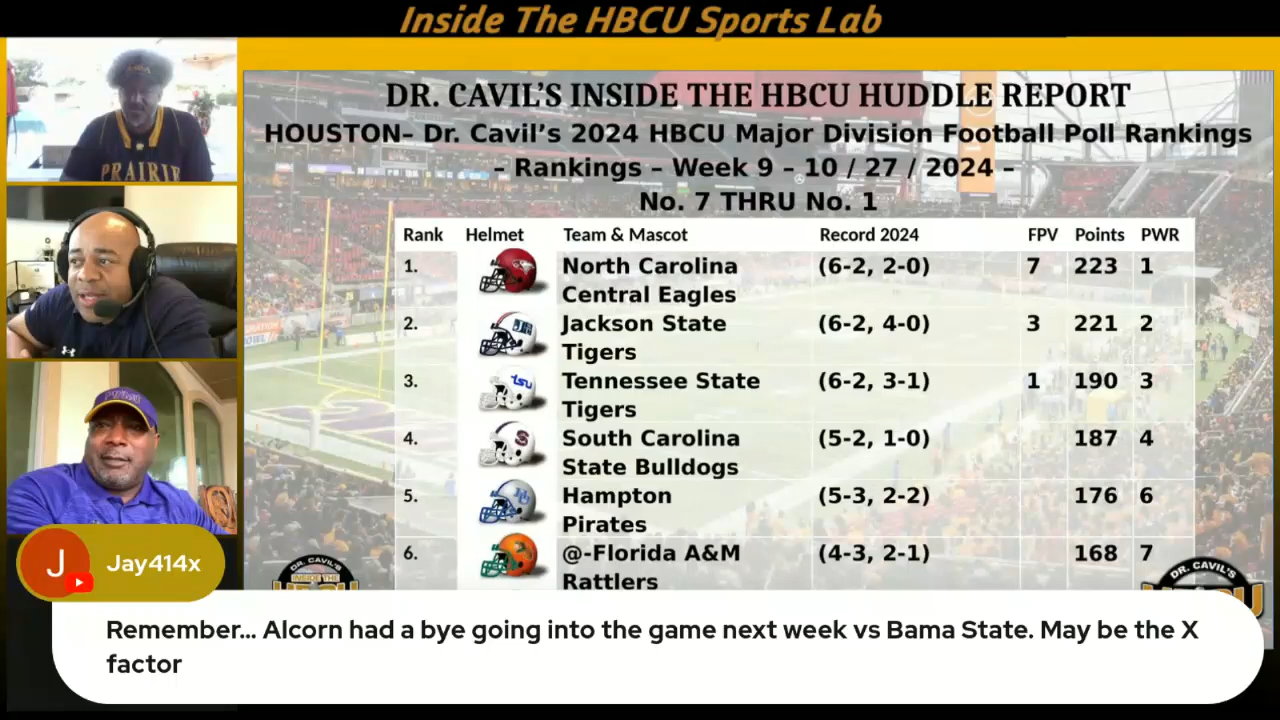 Inside The HBCU Sports Lab
DR. CAVIL'S INSIDE THE HBCU HUDDLE REPORT
HOUSTON– Dr. Cavil's 2024 HBCU Major Division Football Poll Rankings
– Rankings – Week 9 – 10 / 27 / 2024 –
No. 7 THRU No. 1
Rank Helmet Team & Mascot Record 2024 FPV Points PWR
1. North Carolina (6-2, 2-0) 7 223 1
Central Eagles
2. Jackson State (6-2, 4-0) 3 221 2
Tigers
3. Tennessee State (6-2, 3-1) 1 190 3
Tigers
4. South Carolina (5-2, 1-0) 187 4
State Bulldogs
5. Hampton (5-3, 2-2) 176 6
Pirates
6. @-Florida A&M (4-3, 2-1) 168 7
Rattlers
PRAIRIE
DR. CAVIL'S
INSIDE THE
DR. CAVIL'S
J Jay414x
Remember... Alcorn had a bye going into the game next week vs Bama State. May be the X
factor